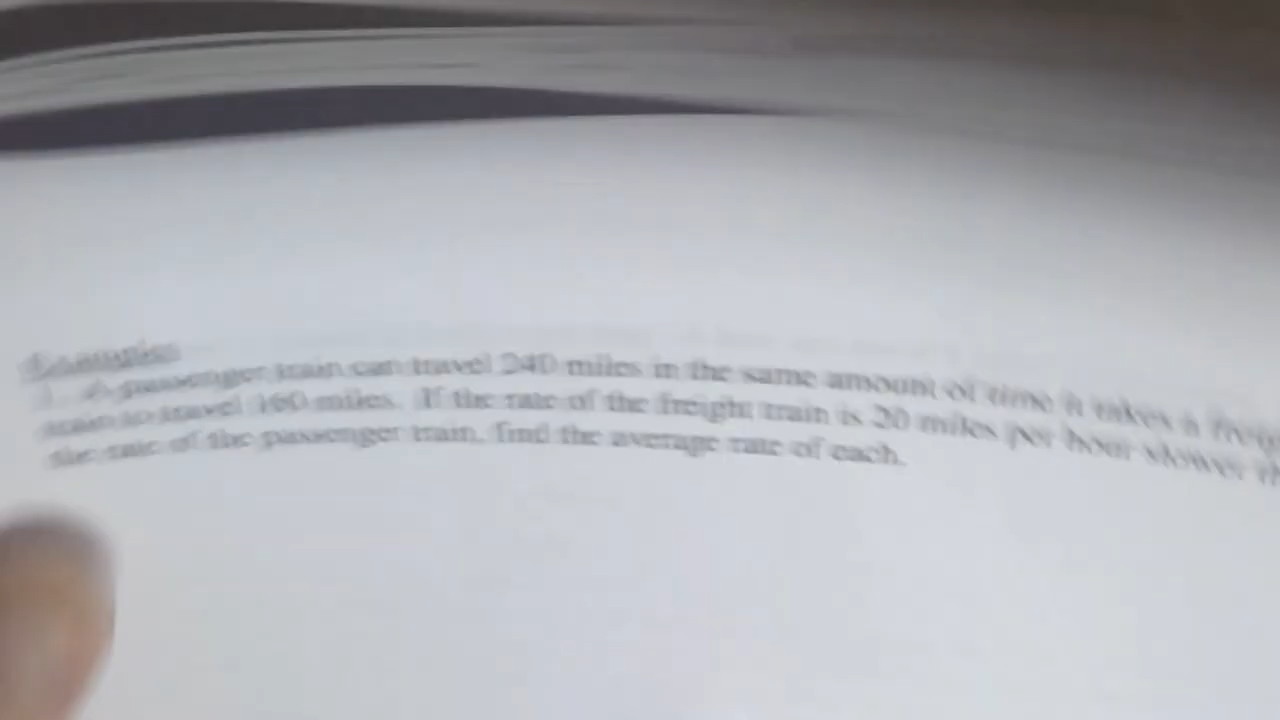 Examples
1. A passenger train can travel 240 miles in the same amount of time it takes a
train to travel 160 miles. If the rate of the freight train is 20 miles per hour slower
the rate of the passenger train, find the average rate of each.